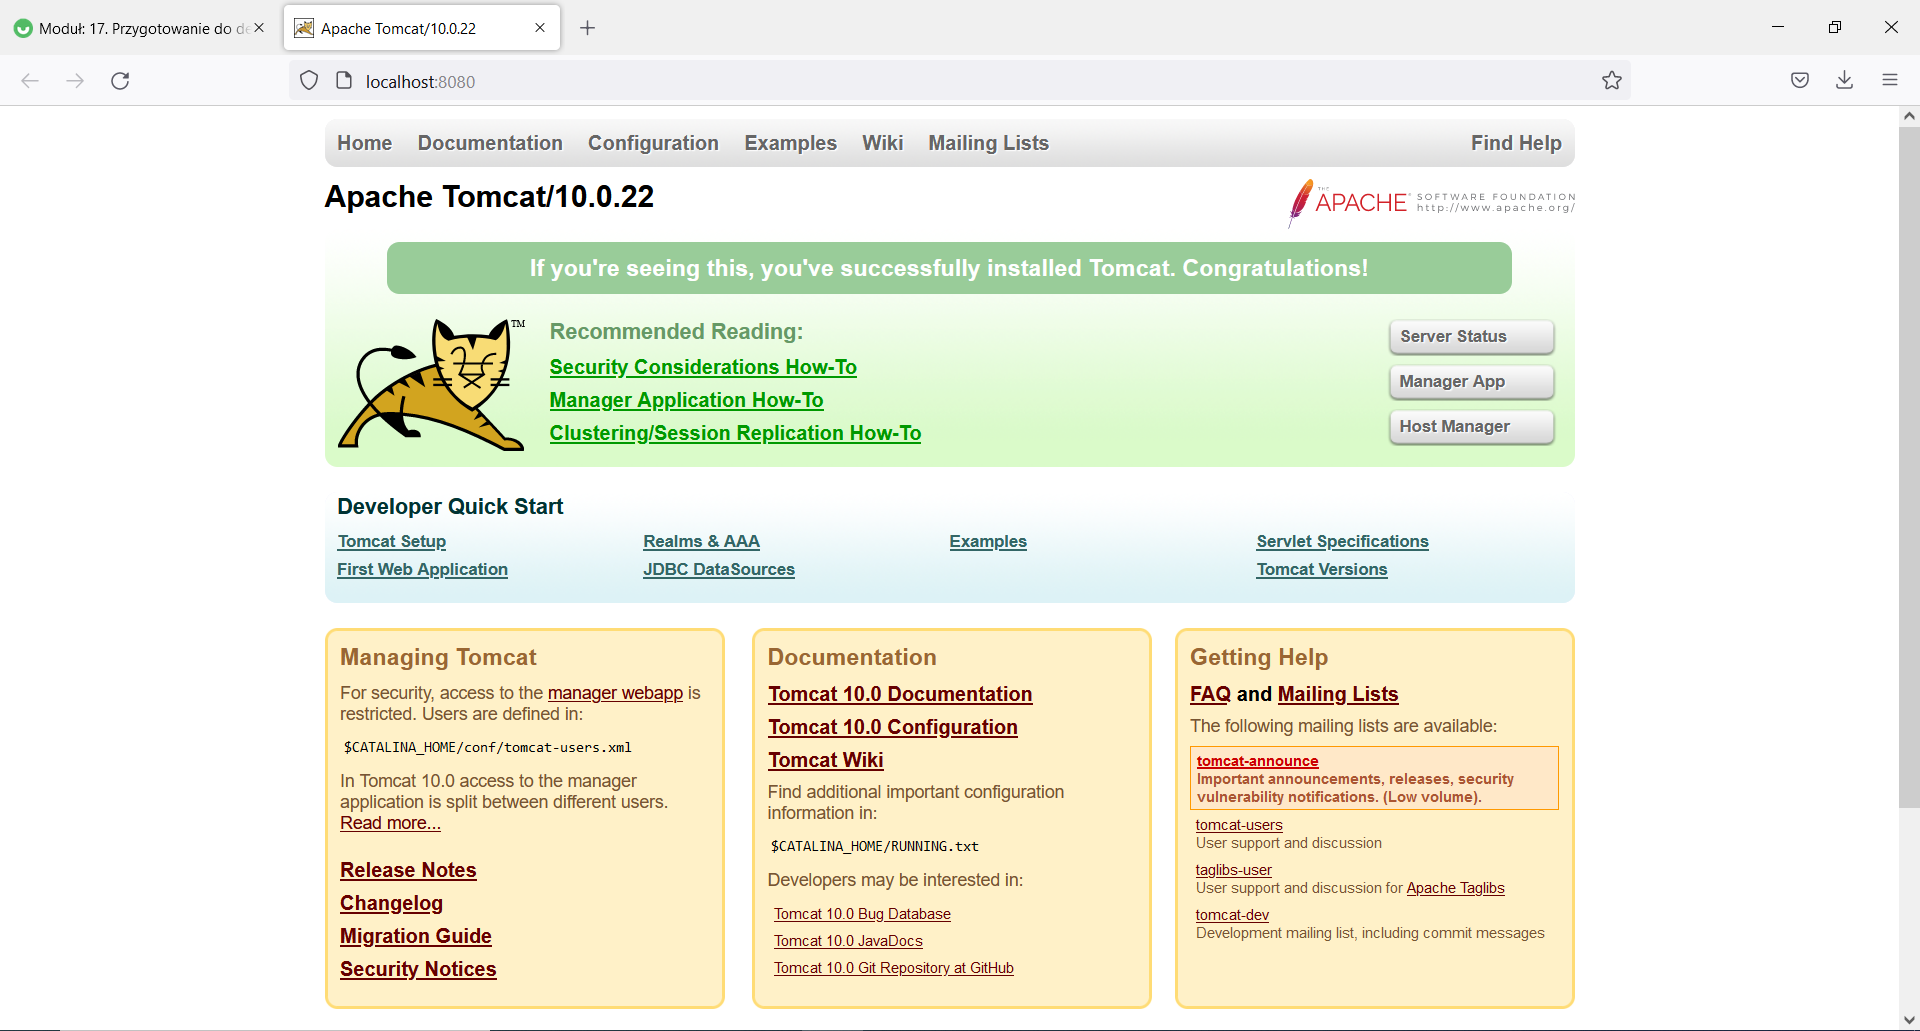 Moduł: 17. Przygotowanie do de
Apache Tomcat/10.0.22
localhost:8080
Home Documentation Configuration Examples Wiki Mailing Lists Find Help
Apache Tomcat/10.0.22
THE APACHE SOFTWARE FOUNDATION
http://www.apache.org/
If you're seeing this, you've successfully installed Tomcat. Congratulations!
TM
Recommended Reading:
Security Considerations How-To
Manager Application How-To
Clustering/Session Replication How-To
Server Status
Manager App
Host Manager
Developer Quick Start
Tomcat Setup
First Web Application
Realms & AAA
JDBC DataSources
Examples
Servlet Specifications
Tomcat Versions
Managing Tomcat
For security, access to the manager webapp is
restricted. Users are defined in:
$CATALINA_HOME/conf/tomcat-users.xml
In Tomcat 10.0 access to the manager
application is split between different users.
Read more...
Release Notes
Changelog
Migration Guide
Security Notices
Documentation
Tomcat 10.0 Documentation
Tomcat 10.0 Configuration
Tomcat Wiki
Find additional important configuration
information in:
$CATALINA_HOME/RUNNING.txt
Developers may be interested in:
Tomcat 10.0 Bug Database
Tomcat 10.0 JavaDocs
Tomcat 10.0 Git Repository at GitHub
Getting Help
FAQ and Mailing Lists
The following mailing lists are available:
tomcat-announce
Important announcements, releases, security
vulnerability notifications. (Low volume).
tomcat-users
User support and discussion
taglibs-user
User support and discussion for Apache Taglibs
tomcat-dev
Development mailing list, including commit messages